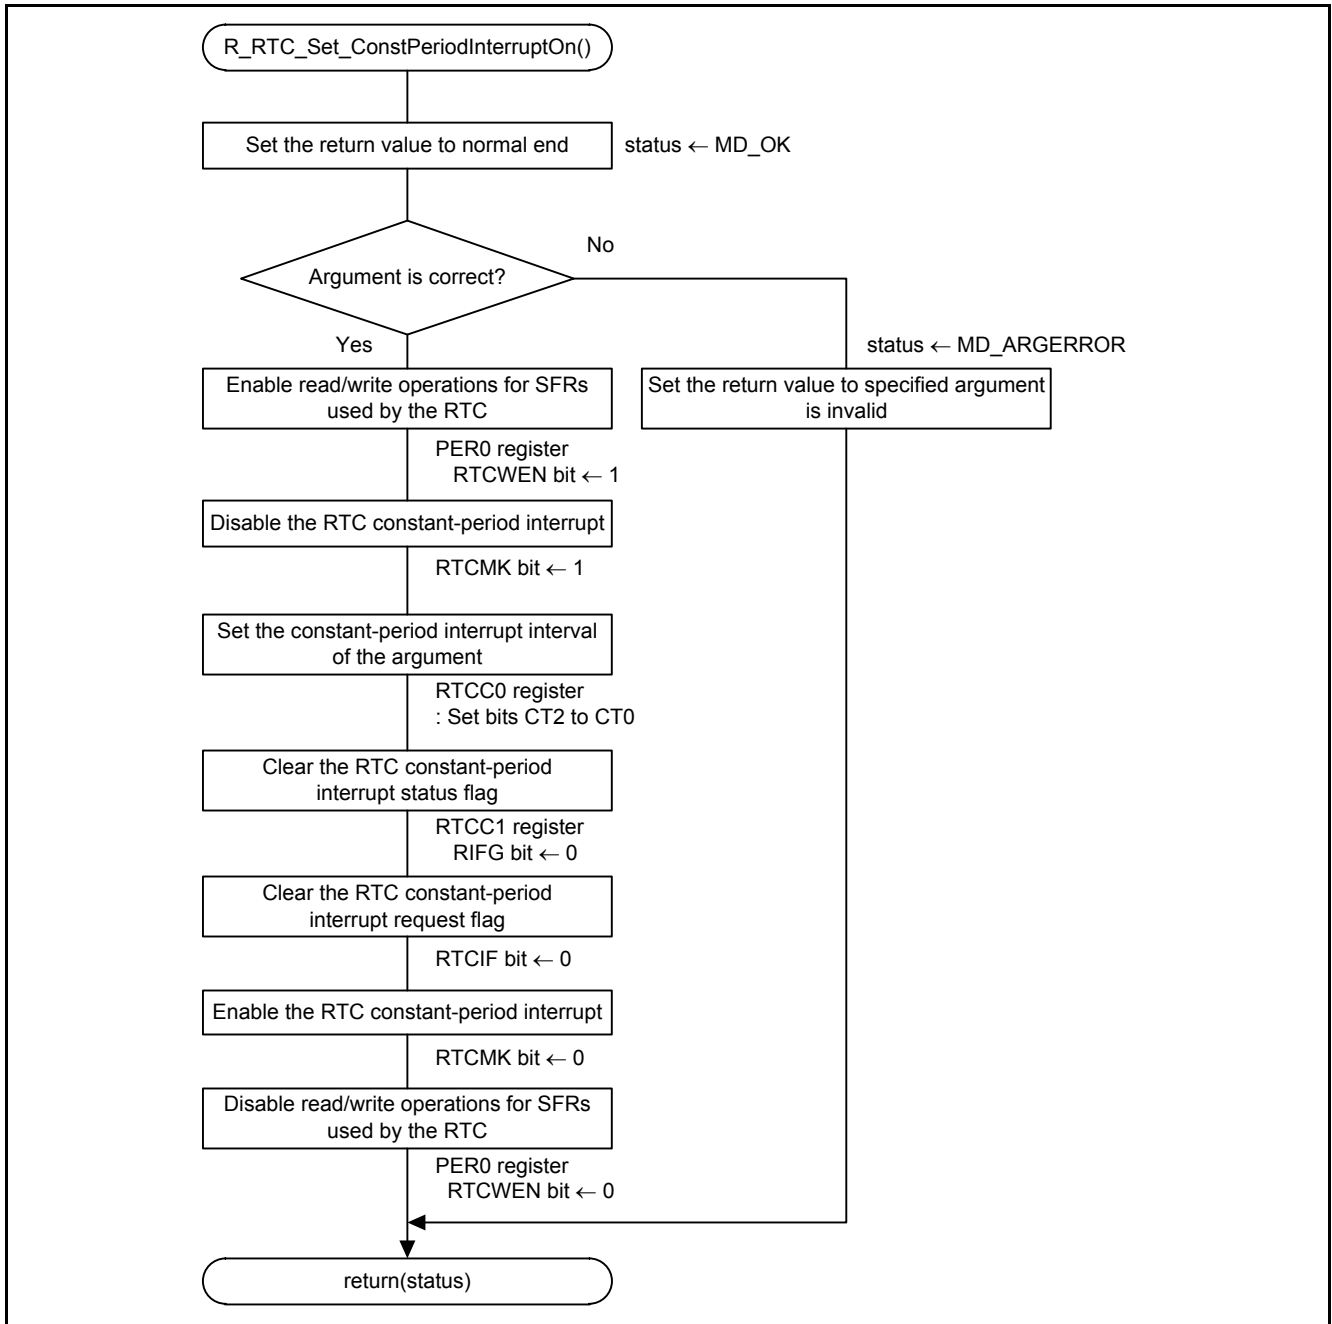 R_RTC_Set_ConstPeriodInterruptOn()
Set the return value to normal end
status ← MD_OK
No
Argument is correct?
Yes
status ← MD_ARGERROR
Enable read/write operations for SFRs
used by the RTC
Set the return value to specified argument
is invalid
PER0 register
RTCWEN bit ← 1
Disable the RTC constant-period interrupt
RTCMK bit ← 1
Set the constant-period interrupt interval
of the argument
RTCC0 register
: Set bits CT2 to CT0
Clear the RTC constant-period
interrupt status flag
RTCC1 register
RIFG bit ← 0
Clear the RTC constant-period
interrupt request flag
RTCIF bit ← 0
Enable the RTC constant-period interrupt
RTCMK bit ← 0
Disable read/write operations for SFRs
used by the RTC
PER0 register
RTCWEN bit ← 0
return(status)